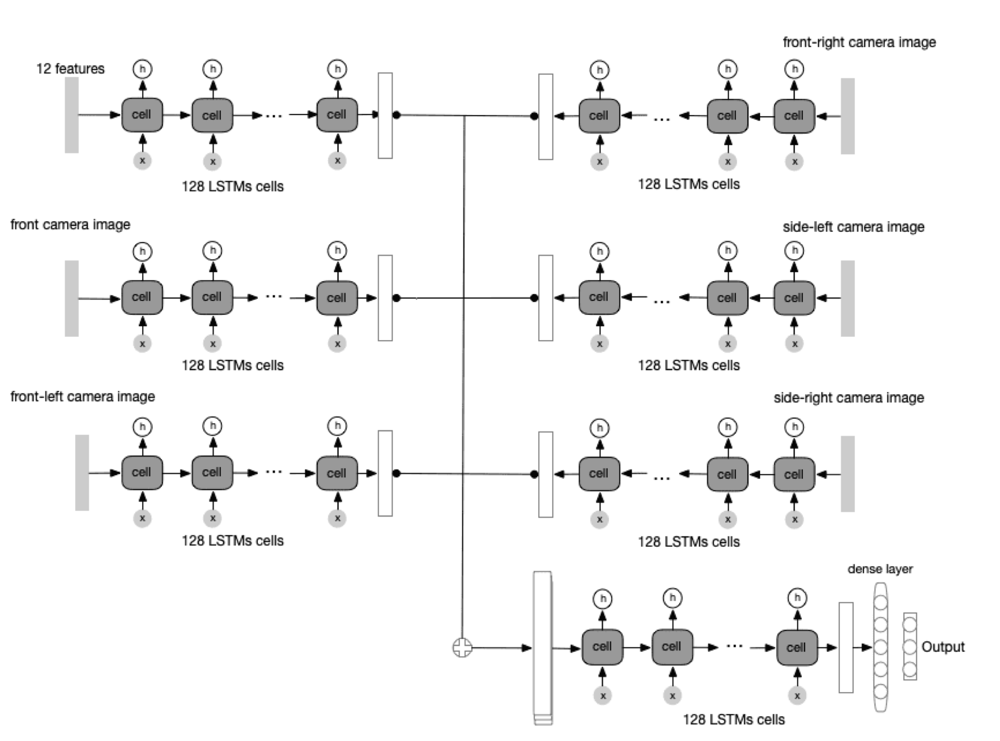 front-right camera image
12 features
h h h h h h
cell cell ... cell cell ... cell cell
x x x x x x
128 LSTMs cells 128 LSTMs cells
front camera image side-left camera image
h h h h h h
cell cell ... cell cell ... cell cell
x x x x x x
128 LSTMs cells 128 LSTMs cells
front-left camera image side-right camera image
h h h h h h
cell cell ... cell cell ... cell cell
x x x x x x
128 LSTMs cells 128 LSTMs cells
dense layer
h h h
cell cell ... cell Output
x x x
128 LSTMs cells